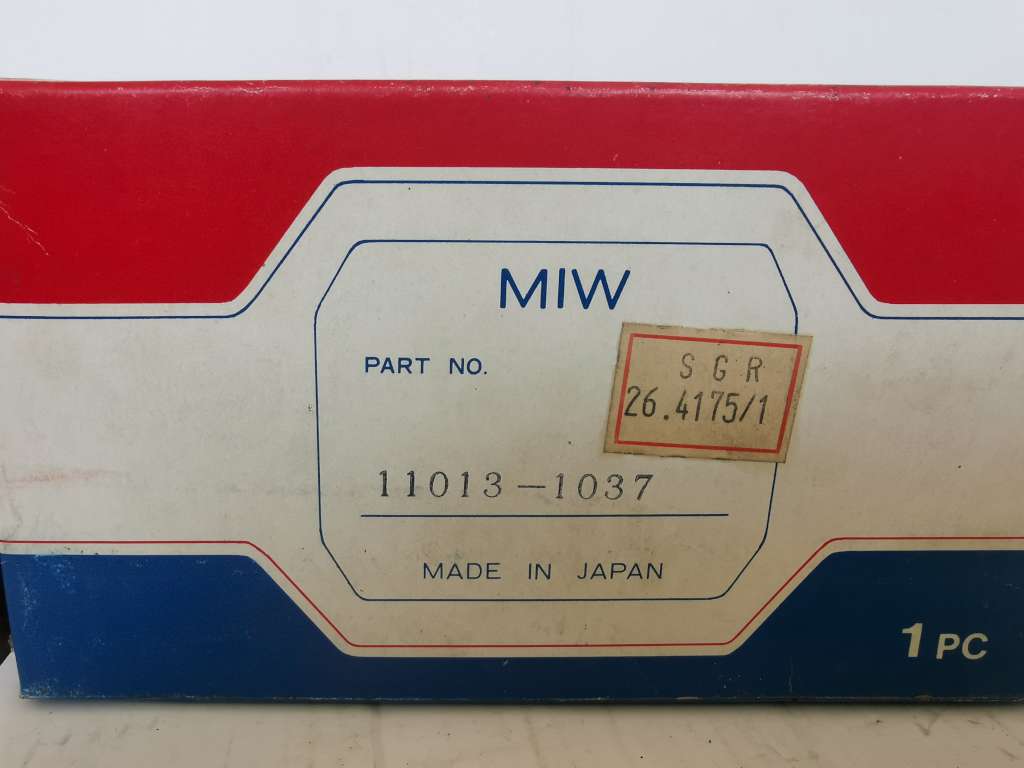 MIW
PART NO.
S G R
26.4175/1
11013-1037
MADE IN JAPAN
1 PC